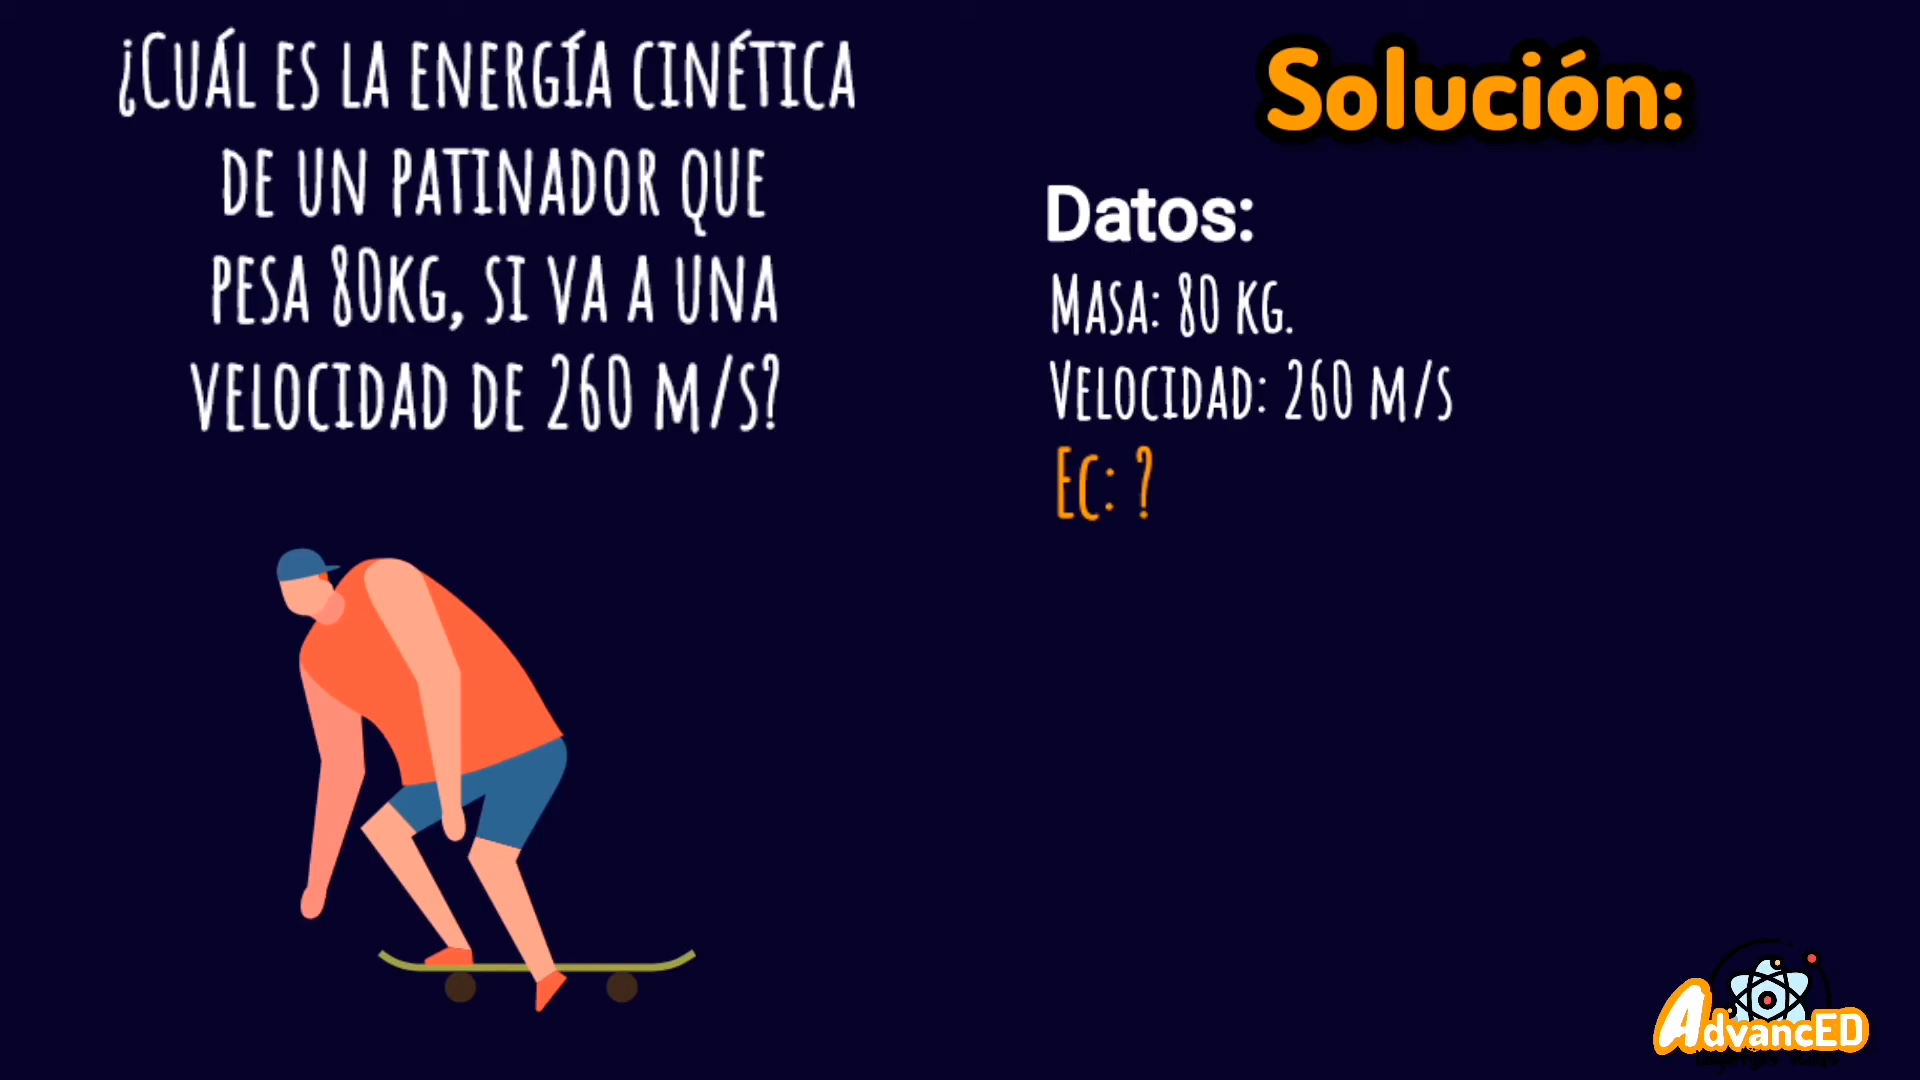 ¿Cuál es la energía cinética
de un patinador que
pesa 80kg, si va a una
velocidad de 260 m/s?
Solución:
Datos:
Masa: 80 kg.
Velocidad: 260 m/s
Ec: ?
AdvancED